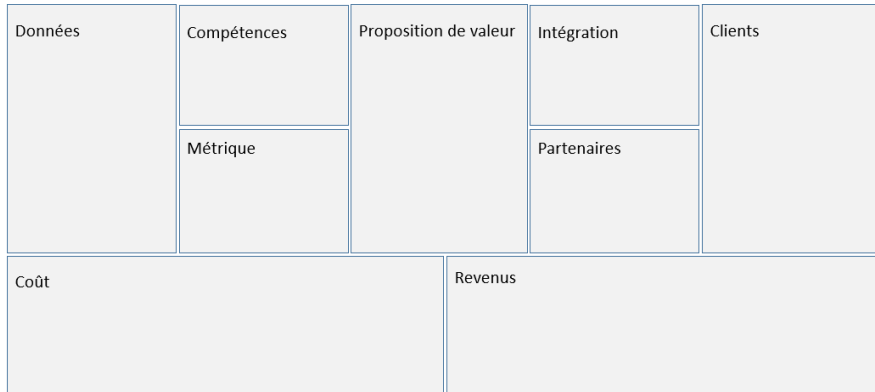 Données
Compétences
Métrique
Proposition de valeur
Intégration
Partenaires
Clients
Coût
Revenus